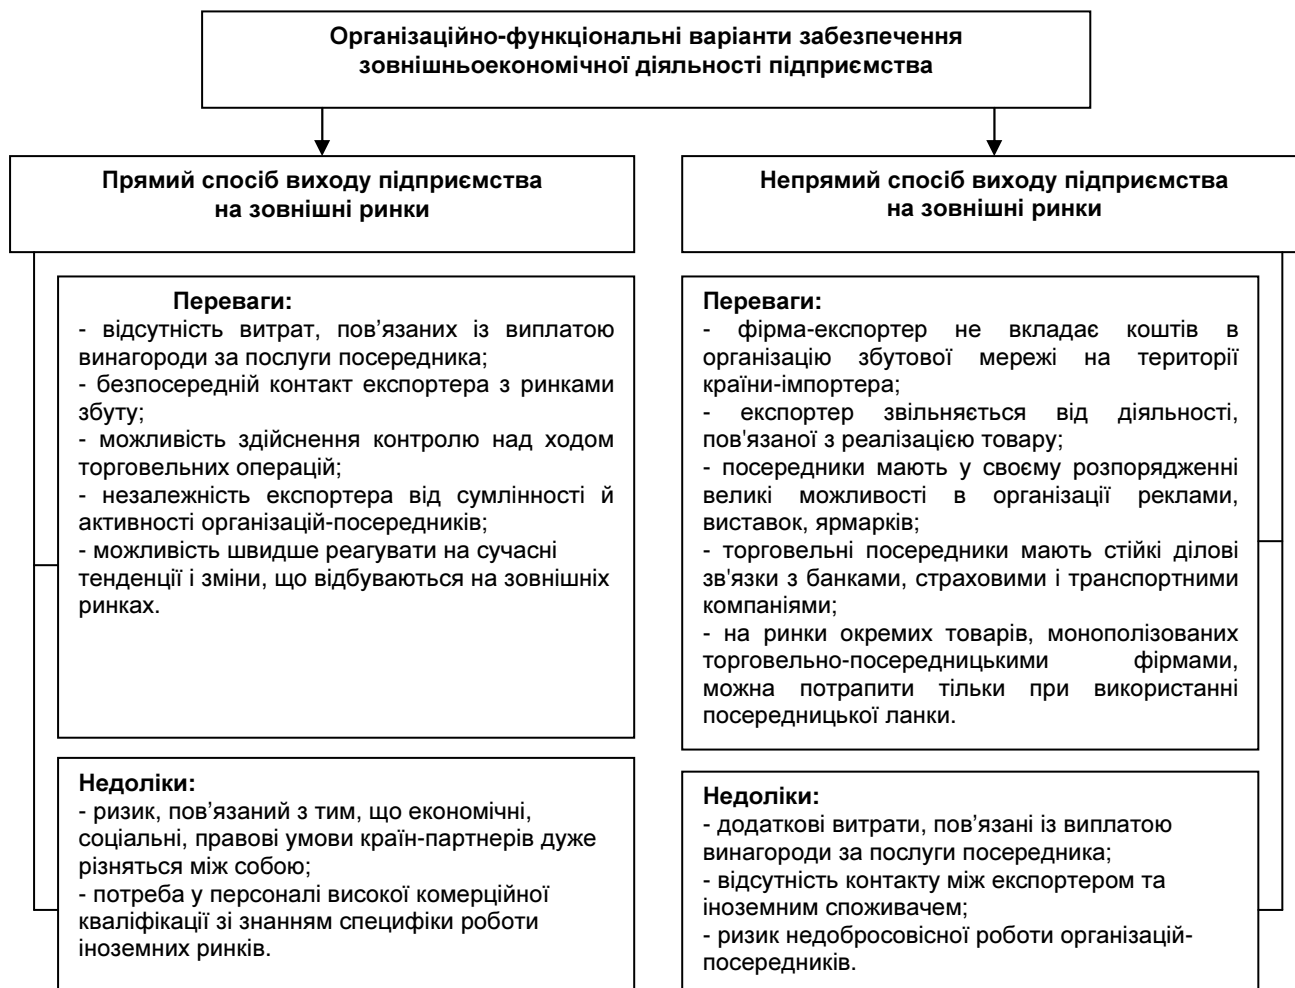 Організаційно-функціональні варіанти забезпечення
зовнішньоекономічної діяльності підприємства
Прямий спосіб виходу підприємства
на зовнішні ринки
Переваги:
- відсутність витрат, пов’язаних із виплатою
винагороди за послуги посередника;
- безпосередній контакт експортера з ринками
збуту;
- можливість здійснення контролю над ходом
торговельних операцій;
- незалежність експортера від сумлінності й
активності організацій-посередників;
- можливість швидше реагувати на сучасні
тенденції і зміни, що відбуваються на зовнішніх
ринках.
Недоліки:
- ризик, пов’язаний з тим, що економічні,
соціальні, правові умови країн-партнерів дуже
різняться між собою;
- потреба у персоналі високої комерційної
кваліфікації зі знанням специфіки роботи
іноземних ринків.
Непрямий спосіб виходу підприємства
на зовнішні ринки
Переваги:
- фірма-експортер не вкладає коштів в
організацію збутової мережі на території
країни-імпортера;
- експортер звільняється від діяльності,
пов'язаної з реалізацією товару;
- посередники мають у своєму розпорядженні
великі можливості в організації реклами,
виставок, ярмарків;
- торговельні посередники мають стійкі ділові
зв'язки з банками, страховими і транспортними
компаніями;
- на ринки окремих товарів, монополізованих
торговельно-посередницькими фірмами,
можна потрапити тільки при використанні
посередницької ланки.
Недоліки:
- додаткові витрати, пов’язані із виплатою
винагороди за послуги посередника;
- відсутність контакту між експортером та
іноземним споживачем;
- ризик недобросовісної роботи організацій-
посередників.